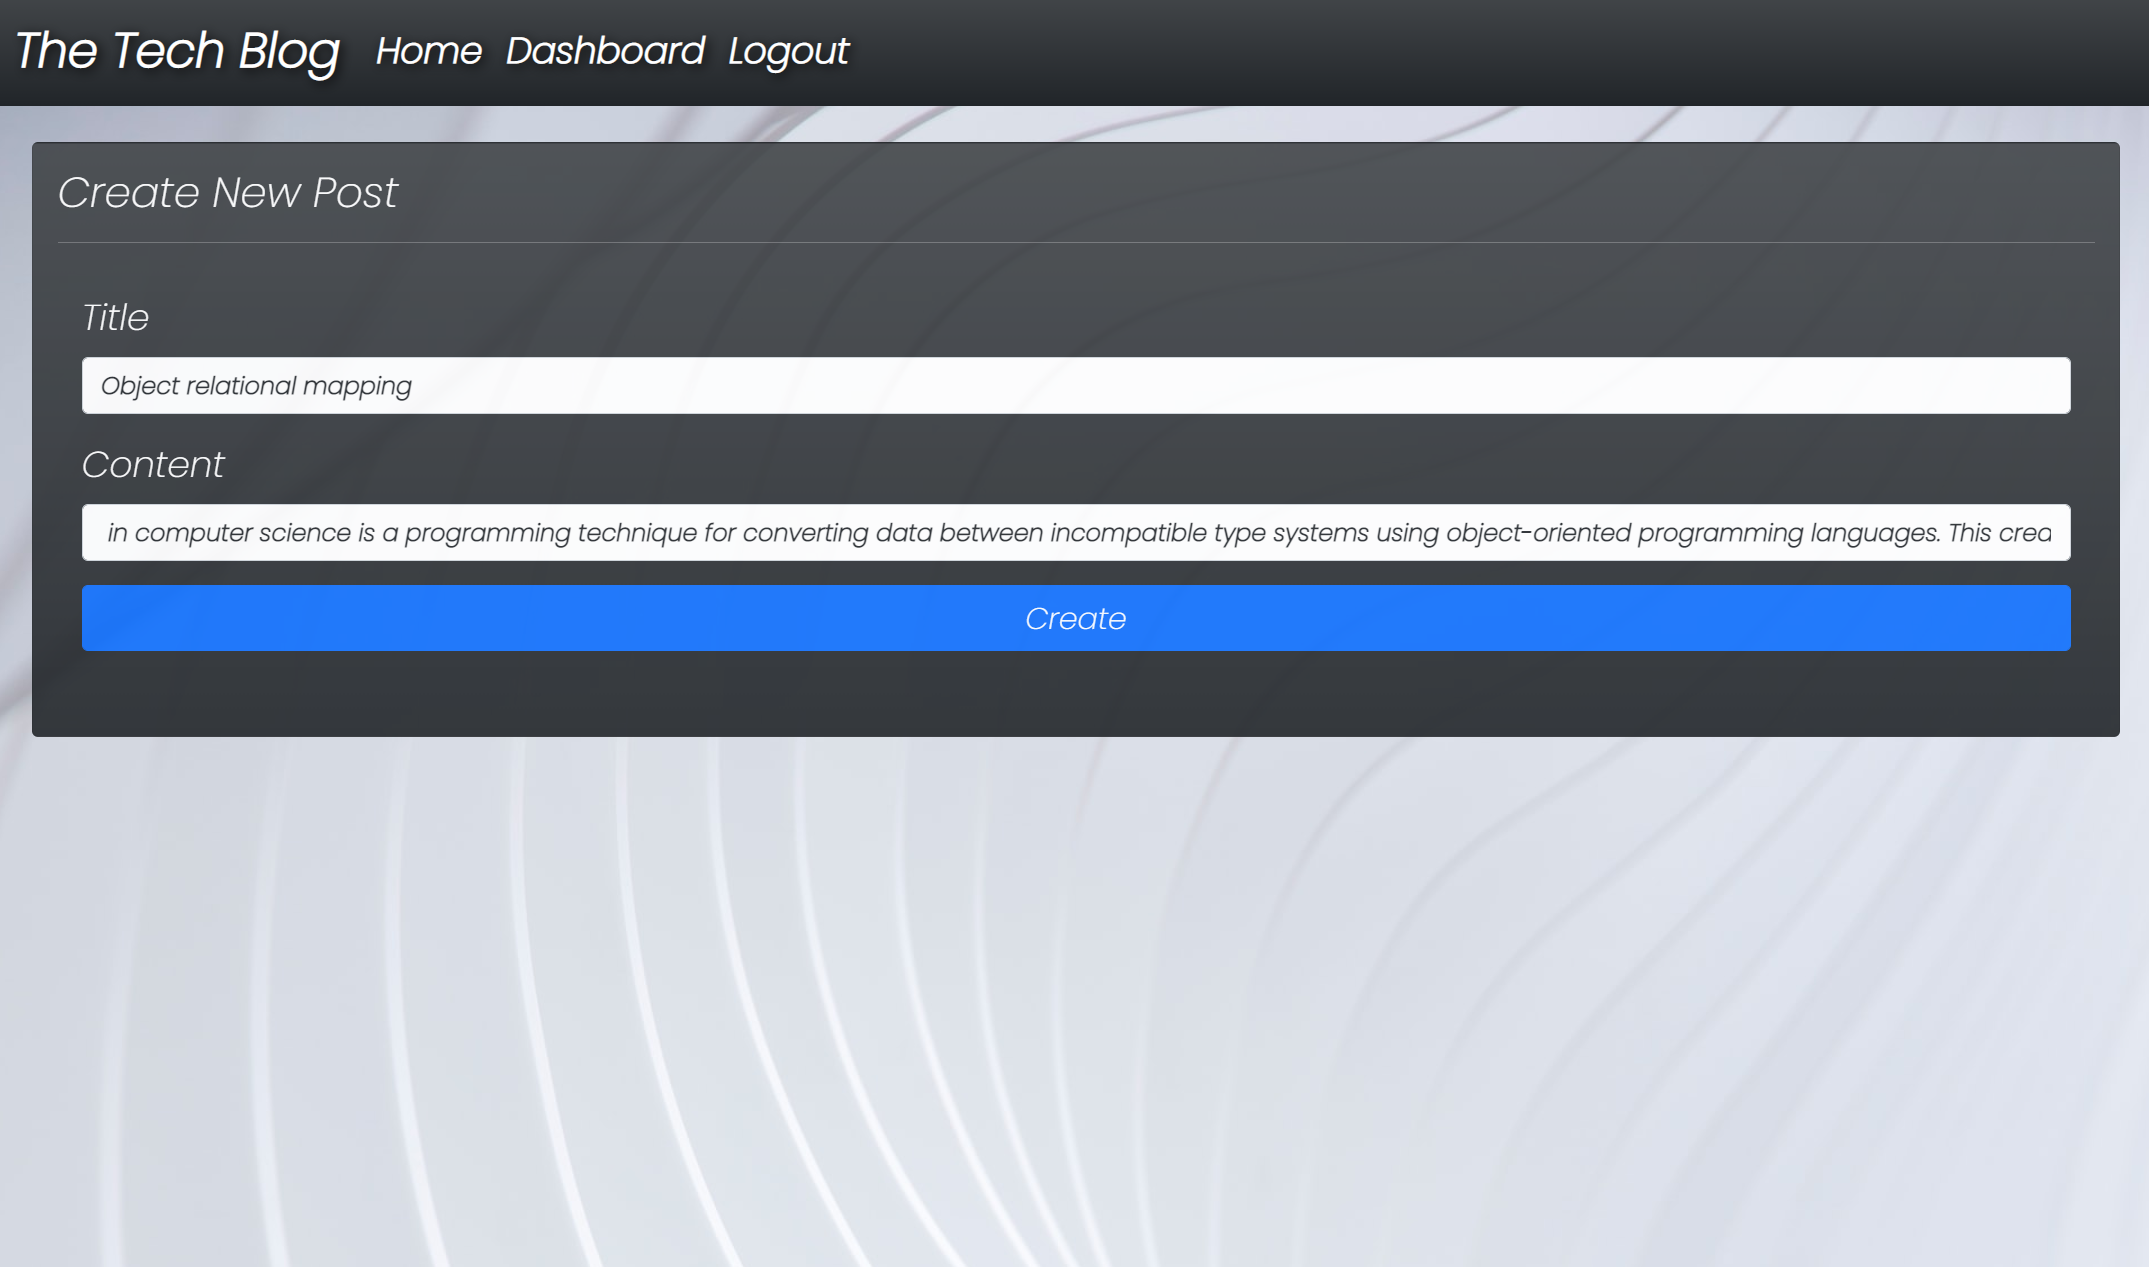 The Tech Blog Home Dashboard Logout
Create New Post
Title
Object relational mapping
Content
in computer science is a programming technique for converting data between incompatible type systems using object-oriented programming languages. This crea
Create